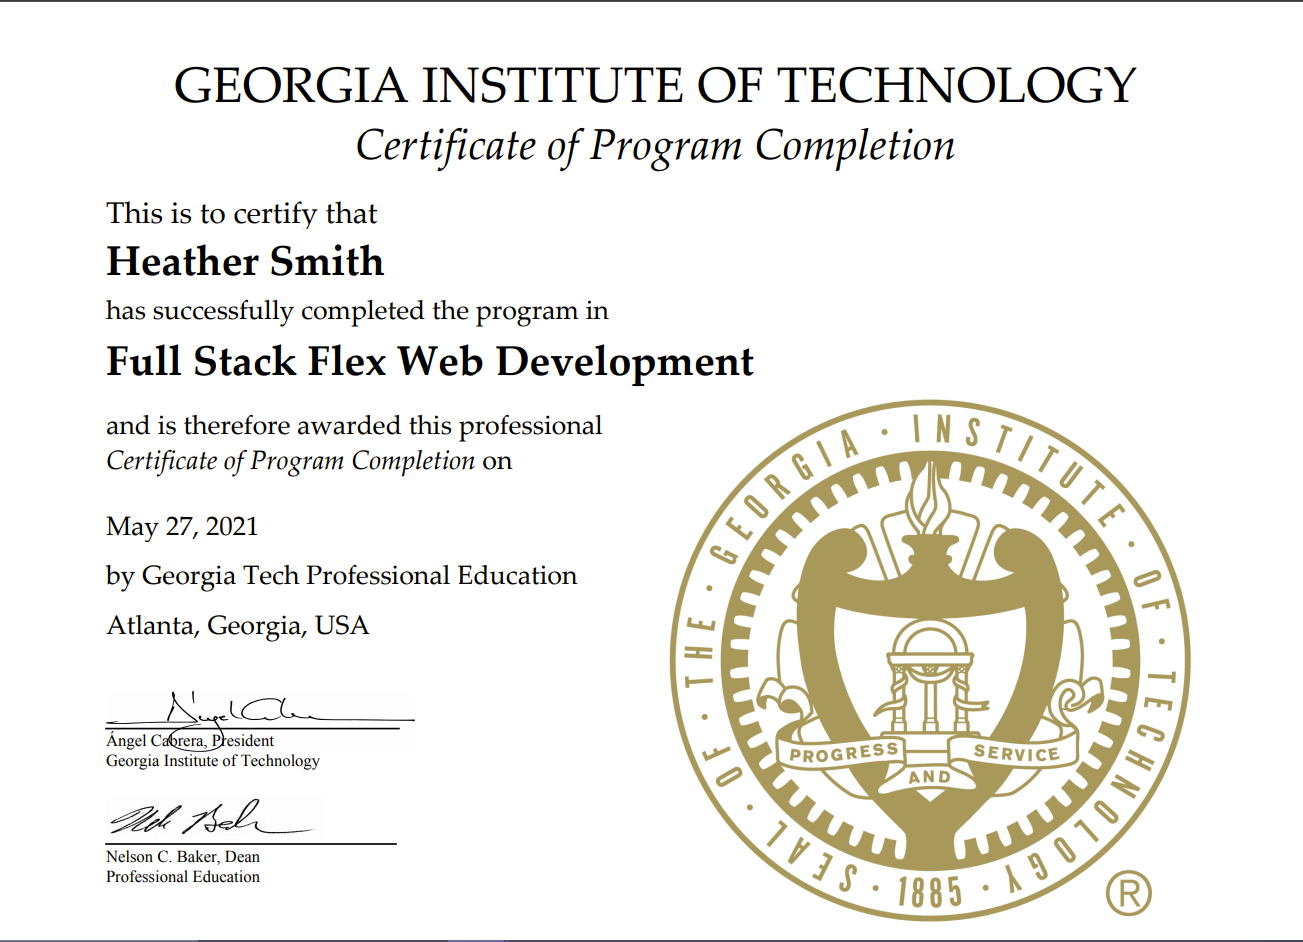 GEORGIA INSTITUTE OF TECHNOLOGY
Certificate of Program Completion
This is to certify that
Heather Smith
has successfully completed the program in
Full Stack Flex Web Development
and is therefore awarded this professional
Certificate of Program Completion on
May 27, 2021
by Georgia Tech Professional Education
Atlanta, Georgia, USA
Ángel Cabrera, President
Georgia Institute of Technology
Nelson C. Baker, Dean
Professional Education
SEAL · OF · THE · GEORGIA · INSTITUTE · OF · TECHNOLOGY ·
PROGRESS AND SERVICE
1885
®